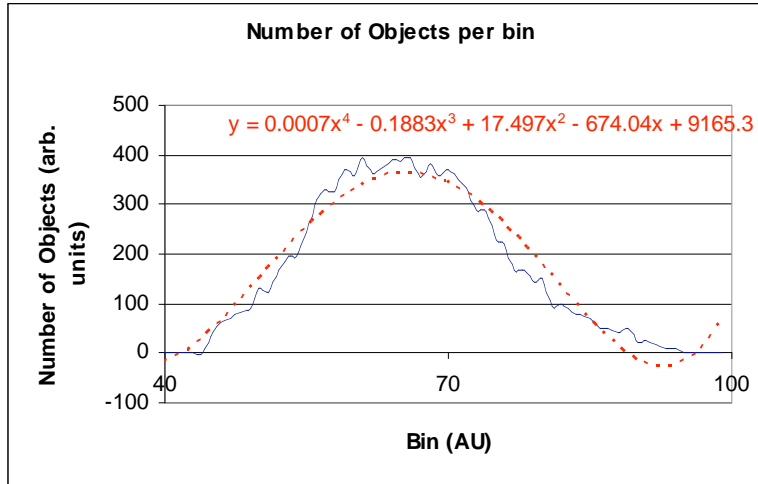 Number of Objects per bin
y = 0.0007x⁴ - 0.1883x³ + 17.497x² - 674.04x + 9165.3
Number of Objects (arb.
units)
500
400
300
200
100
0
-100
40
70
100
Bin (AU)